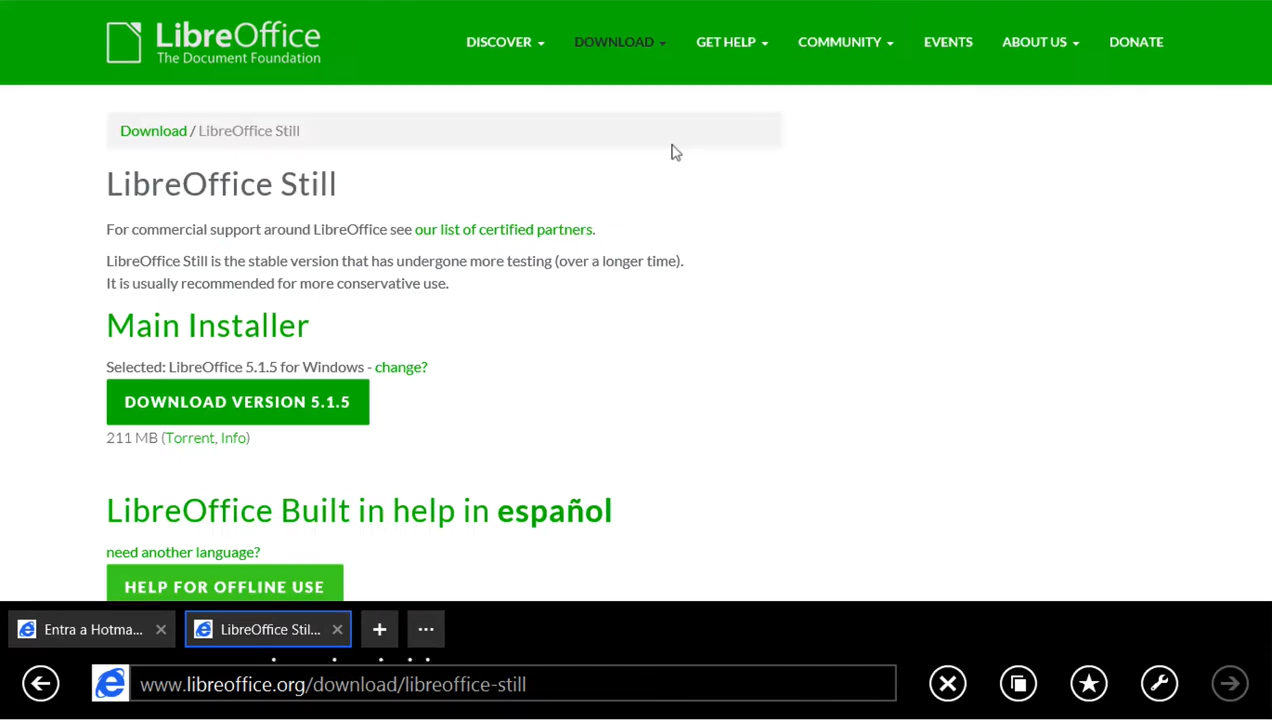 LibreOffice
The Document Foundation
DISCOVER DOWNLOAD GET HELP COMMUNITY EVENTS ABOUT US DONATE
Download / LibreOffice Still
LibreOffice Still
For commercial support around LibreOffice see our list of certified partners.
LibreOffice Still is the stable version that has undergone more testing (over a longer time).
It is usually recommended for more conservative use.
Main Installer
Selected: LibreOffice 5.1.5 for Windows - change?
DOWNLOAD VERSION 5.1.5
211 MB (Torrent, Info)
LibreOffice Built in help in español
need another language?
HELP FOR OFFLINE USE
Entra a Hotma... LibreOffice Stil...
www.libreoffice.org/download/libreoffice-still